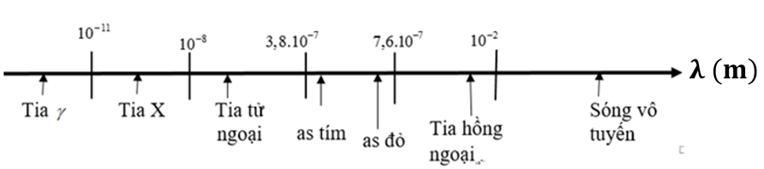 10⁻¹¹ 10⁻⁸ 3,8.10⁻⁷ 7,6.10⁻⁷ 10⁻²
λ (m)
Tia γ Tia X Tia tử ngoại as tím as đỏ Tia hồng ngoại Sóng vô tuyến